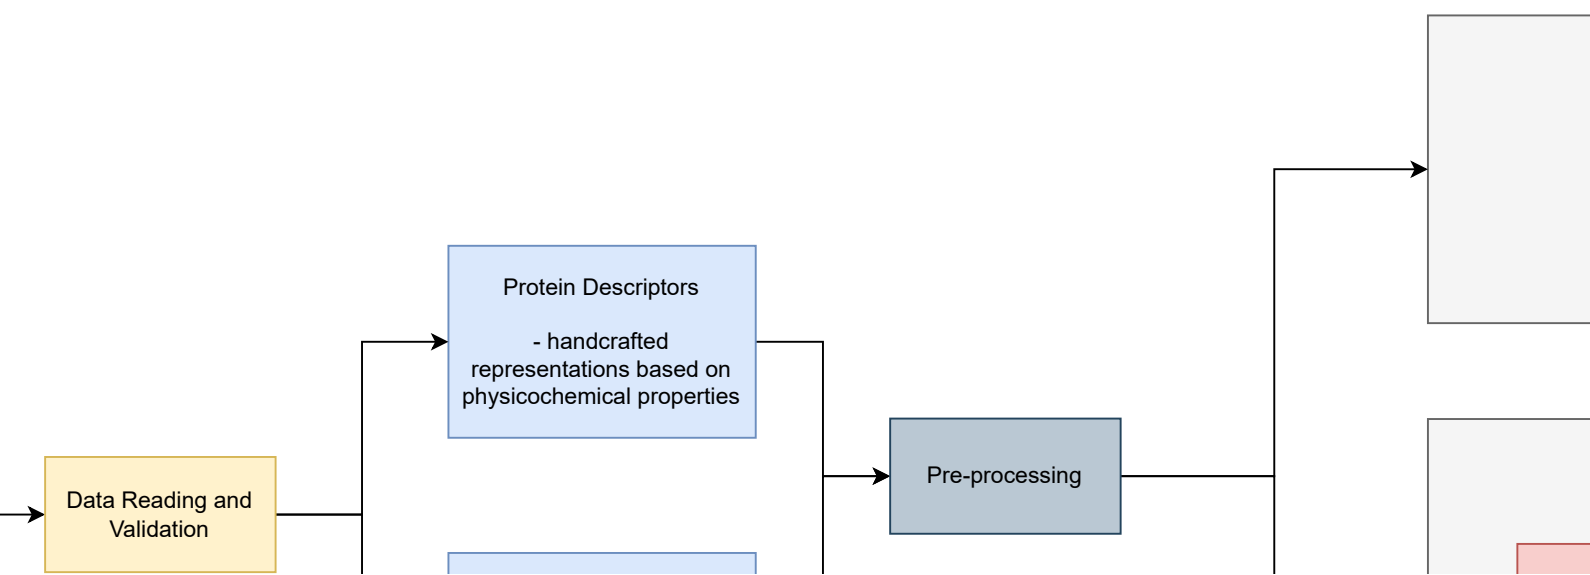 Protein Descriptors
- handcrafted
representations based on
physicochemical properties
Data Reading and
Validation
Pre-processing